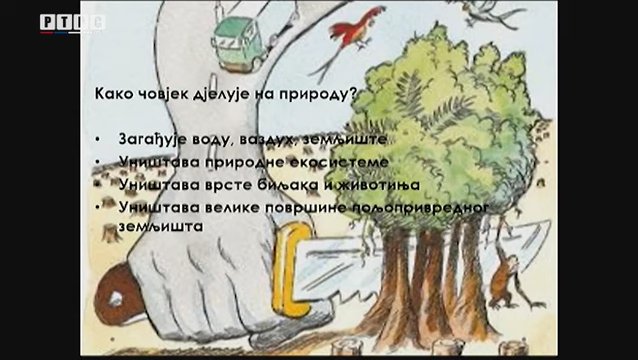 РТРС
Како човјек дјелује на природу?
• Загађује воду, ваздух, земљиште
• Уништава природне екосистеме
Уништава врсте биљака и животиња
• Уништава велике површине пољопривредног
земљишта